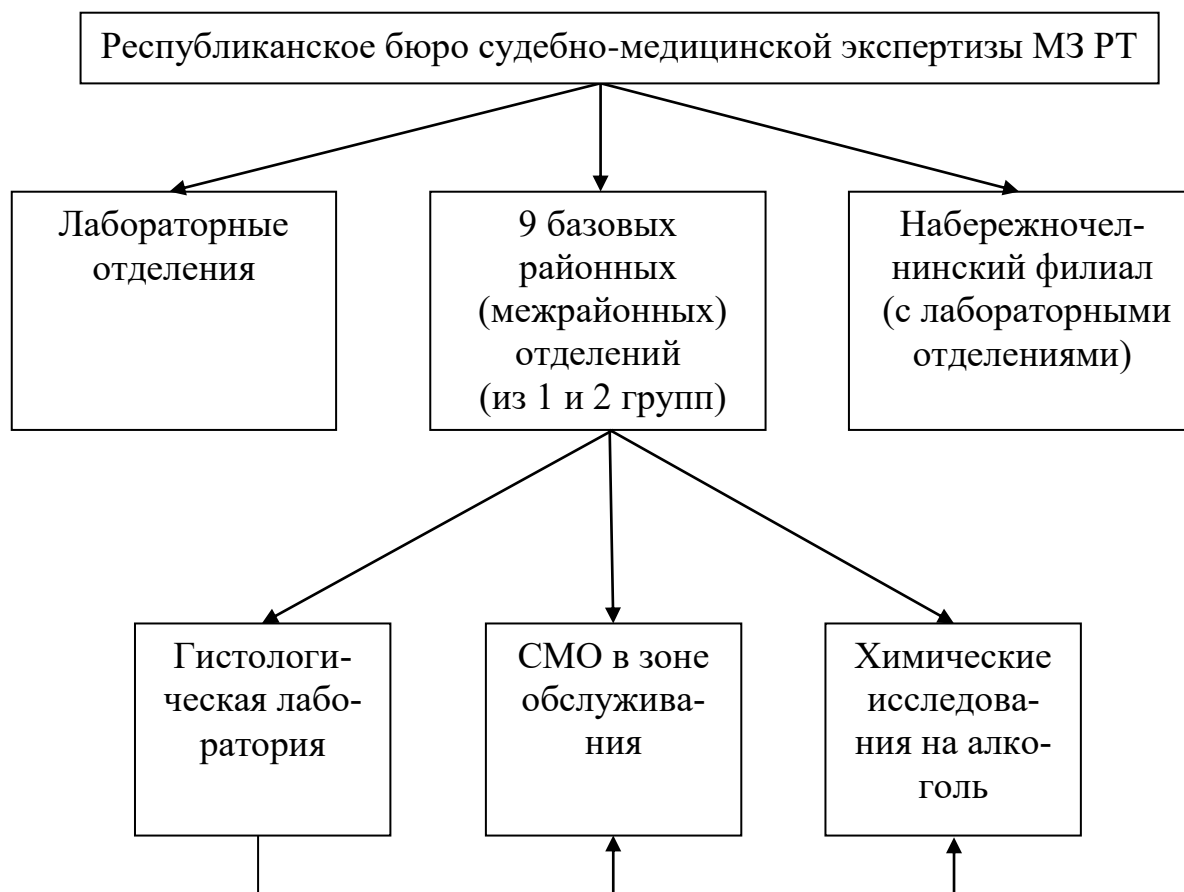 Республиканское бюро судебно-медицинской экспертизы МЗ РТ
Лабораторные
отделения
9 базовых
районных
(межрайонных)
отделений
(из 1 и 2 групп)
Набережночел-
нинский филиал
(с лабораторными
отделениями)
Гистологи-
ческая лабо-
ратория
СМО в зоне
обслужива-
ния
Химические
исследова-
ния на алко-
голь